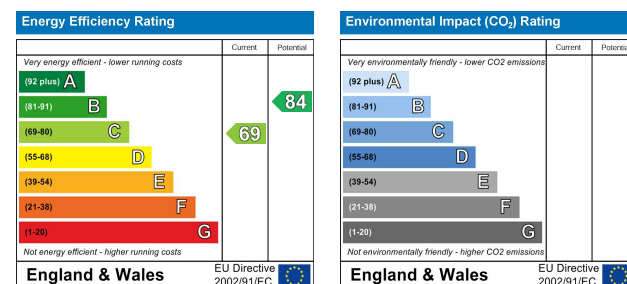 Energy Efficiency Rating
Current Potential
Very energy efficient - lower running costs
(92 plus) A
(81-91) B
84
(69-80) C
69
(55-68) D
(39-54) E
(21-38) F
(1-20) G
Not energy efficient - higher running costs
England & Wales
EU Directive
2002/91/EC
Environmental Impact (CO2) Rating
Current Potentia
Very environmentally friendly - lower CO2 emissions
(92 plus) A
(81-91) B
(69-80) C
(55-68) D
(39-54) E
(21-38) F
(1-20) G
Not environmentally friendly - higher CO2 emissions
England & Wales
EU Directive
2002/91/EC